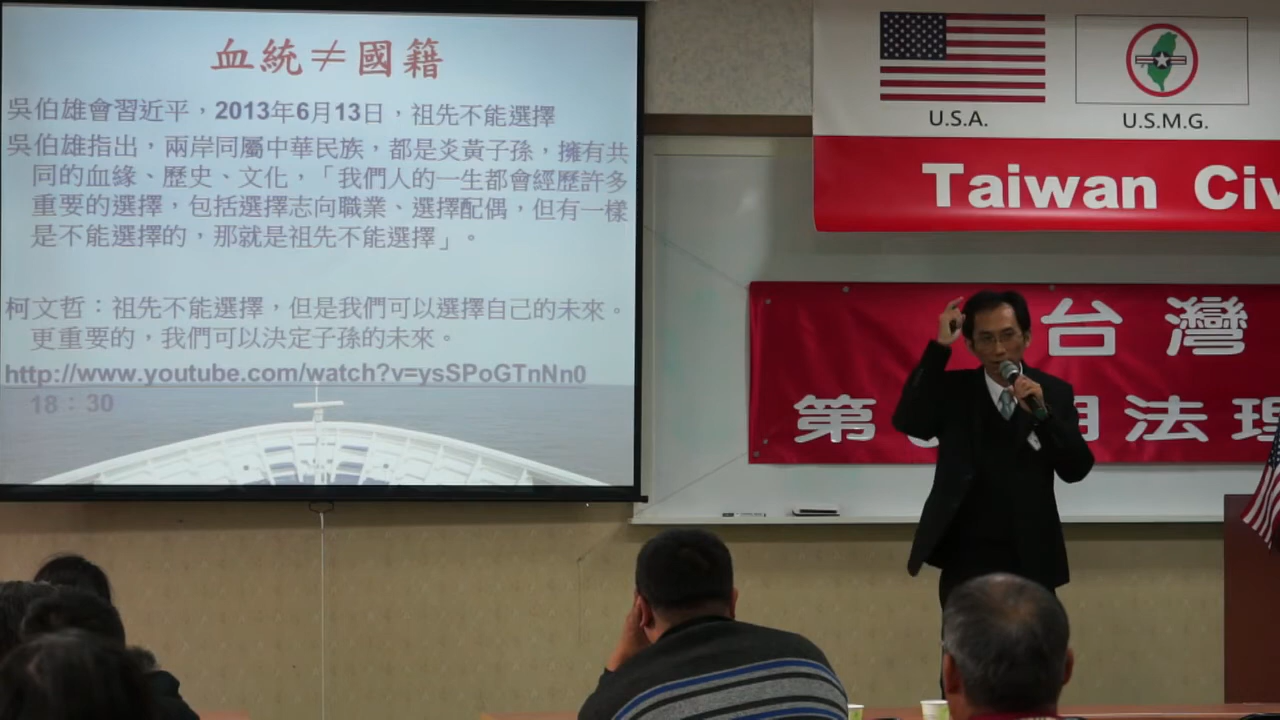 血統≠國籍
吳伯雄會習近平，2013年6月13日，祖先不能選擇
吳伯雄指出，兩岸同屬中華民族，都是炎黃子孫，擁有共
同的血緣、歷史、文化，「我們人的一生都會經歷許多
重要的選擇，包括選擇志向職業、選擇配偶，但有一樣
是不能選擇的，那就是祖先不能選擇」。
柯文哲：祖先不能選擇，但是我們可以選擇自己的未來。
更重要的，我們可以決定子孫的未來。
http://www.youtube.com/watch?v=ysSPoGTnNn0
18：30
U.S.A.
U.S.M.G.
Taiwan Civ
台灣
第 期法理